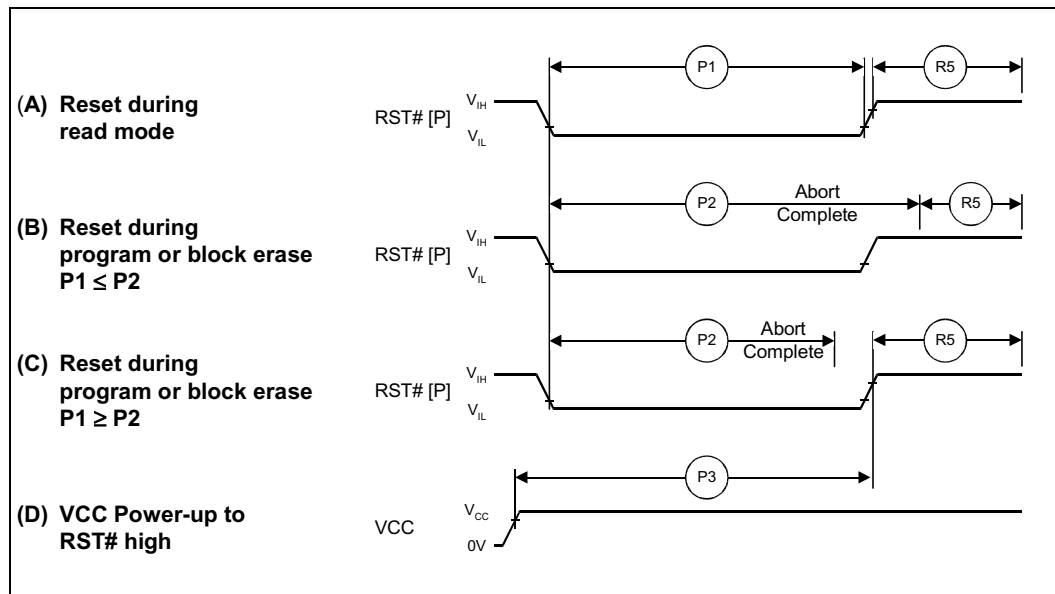 P1
R5
(A) Reset during
read mode
RST# [P]
VIH
VIL
P2
Abort
Complete
R5
(B) Reset during
program or block erase
P1 ≤ P2
RST# [P]
VIH
VIL
P2
Abort
Complete
R5
(C) Reset during
program or block erase
P1 ≥ P2
RST# [P]
VIH
VIL
P3
(D) VCC Power-up to
RST# high
VCC
VCC
0V